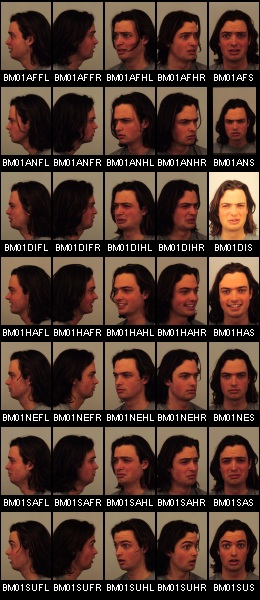 BM01AFFL BM01AFFR BM01AFHL BM01AFHR BM01AFS
BM01ANFL BM01ANFR BM01ANHL BM01ANHR BM01ANS
BM01DIFL BM01DIFR BM01DIHL BM01DIHR BM01DIS
BM01HAFL BM01HAFR BM01HAHL BM01HAHR BM01HAS
BM01NEFL BM01NEFR BM01NEHL BM01NEHR BM01NES
BM01SAFL BM01SAFR BM01SAHL BM01SAHR BM01SAS
BM01SUFL BM01SUFR BM01SUHL BM01SUHR BM01SUS